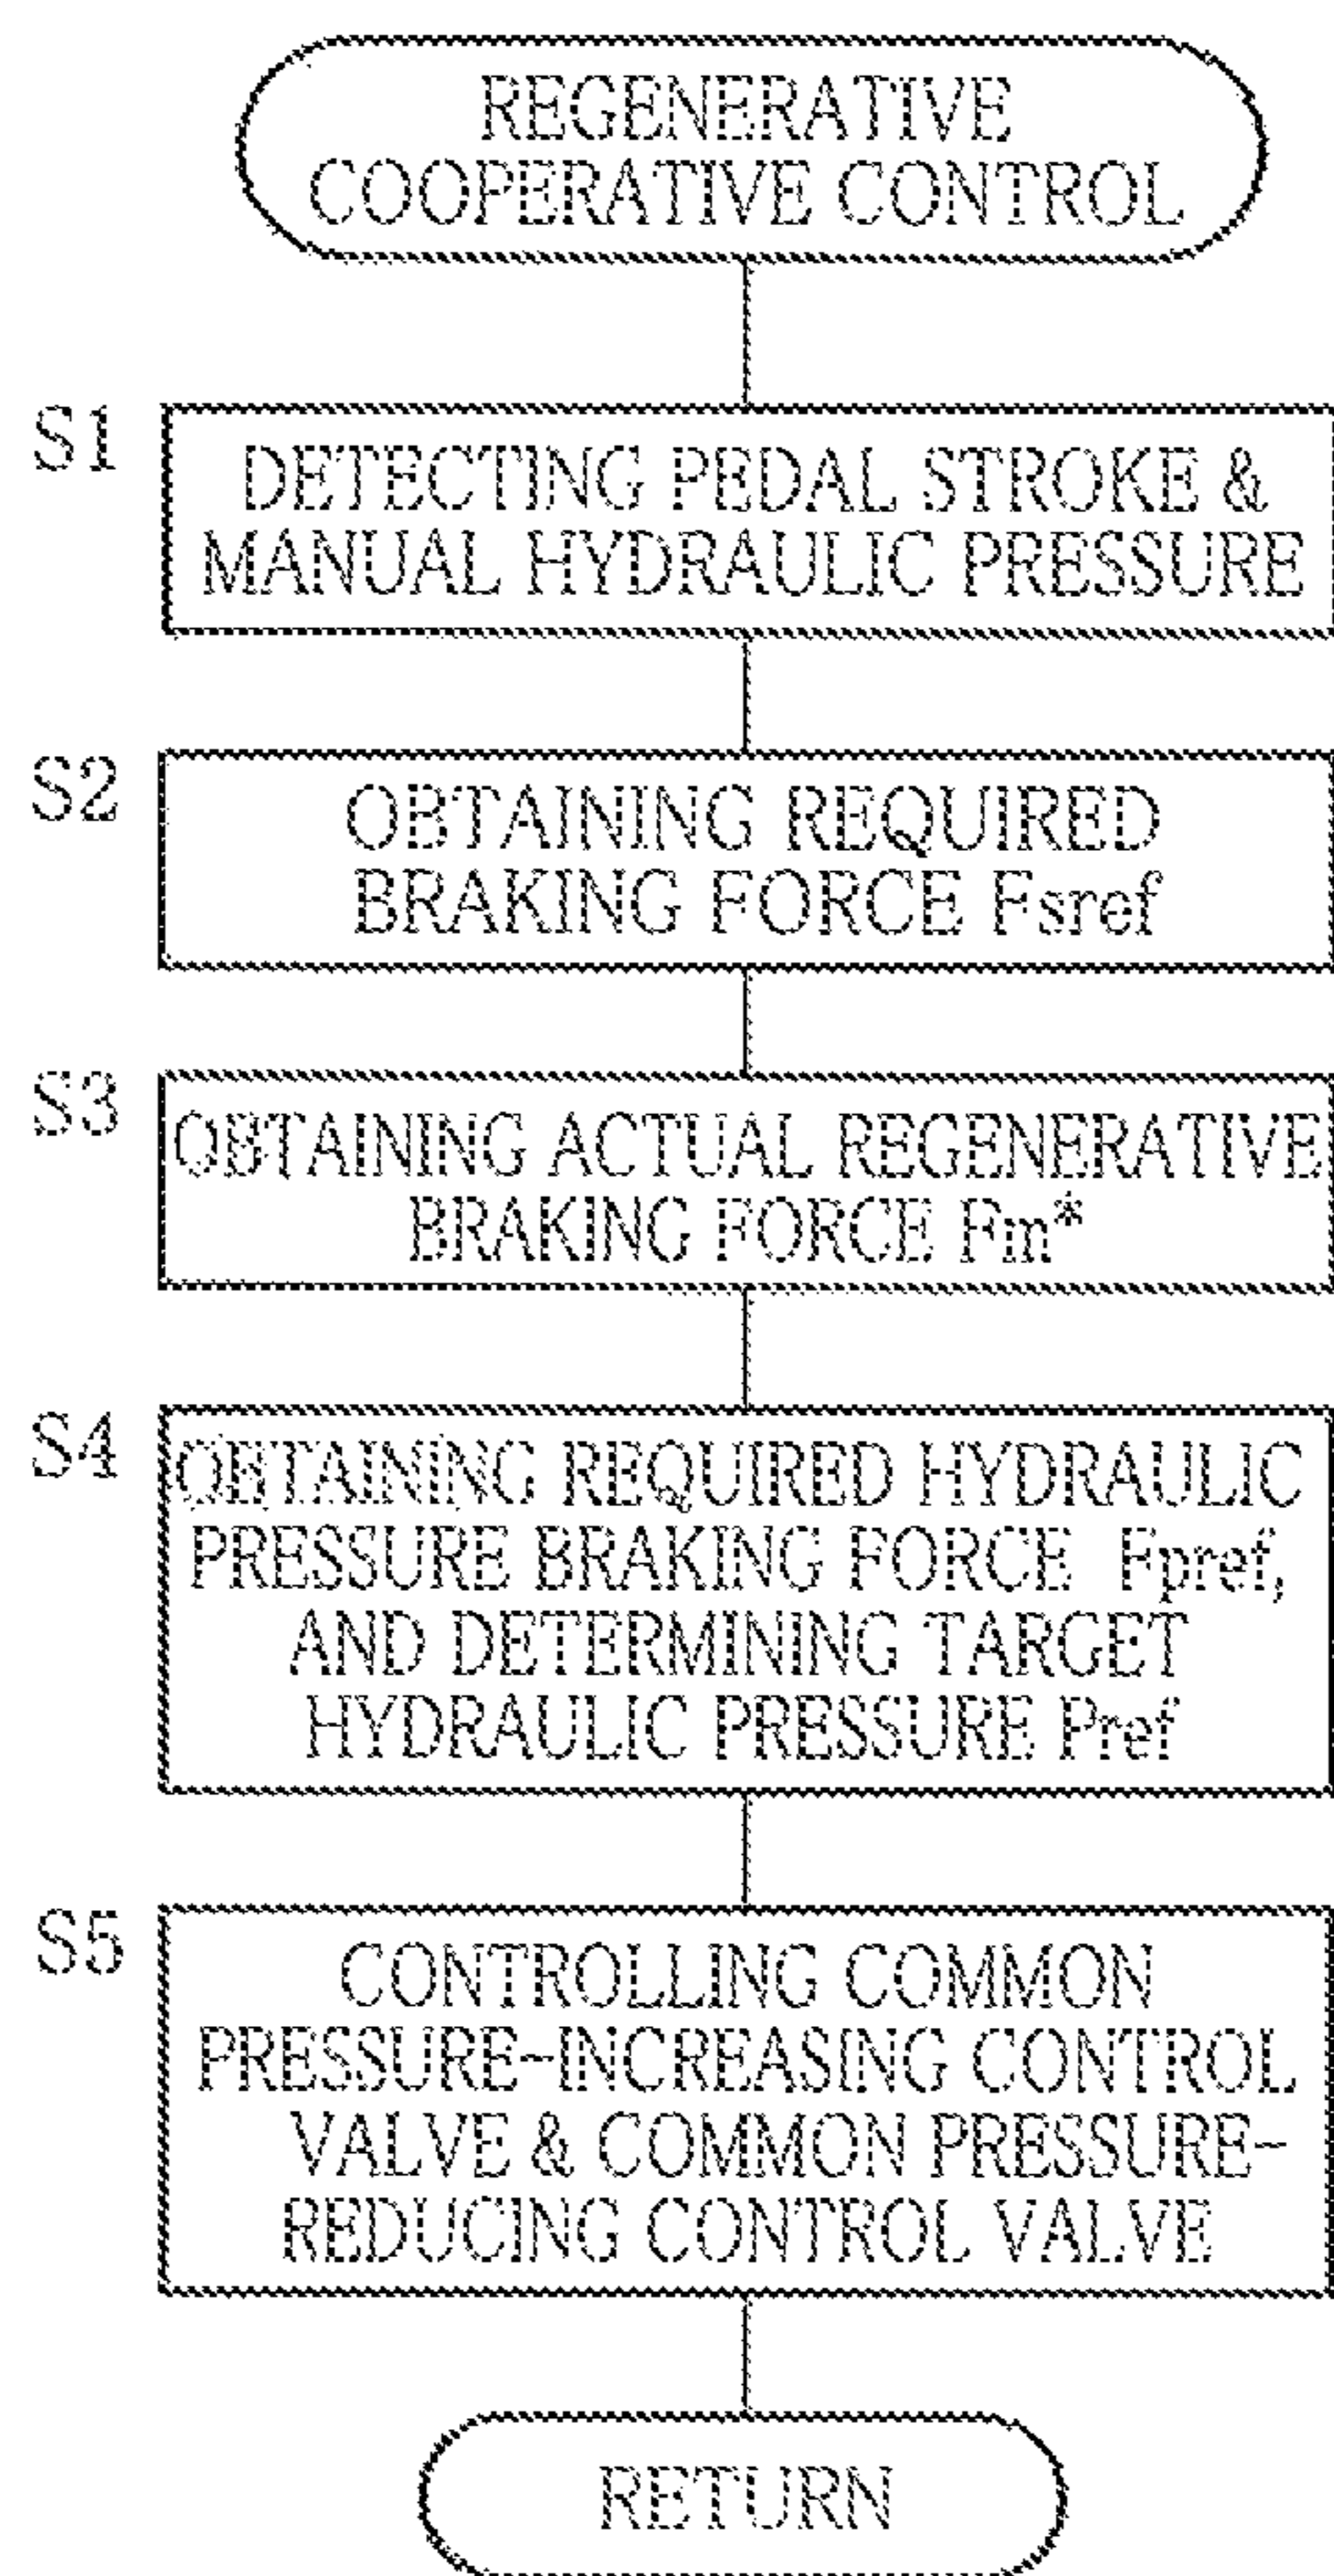 REGENERATIVE
COOPERATIVE CONTROL
S1
DETECTING PEDAL STROKE &
MANUAL HYDRAULIC PRESSURE
S2
OBTAINING REQUIRED
BRAKING FORCE Fsref
S3
OBTAINING ACTUAL REGENERATIVE
BRAKING FORCE Fm*
S4
OBTAINING REQUIRED HYDRAULIC
PRESSURE BRAKING FORCE Fpref,
AND DETERMINING TARGET
HYDRAULIC PRESSURE Pref
S5
CONTROLLING COMMON
PRESSURE-INCREASING CONTROL
VALVE & COMMON PRESSURE-
REDUCING CONTROL VALVE
RETURN